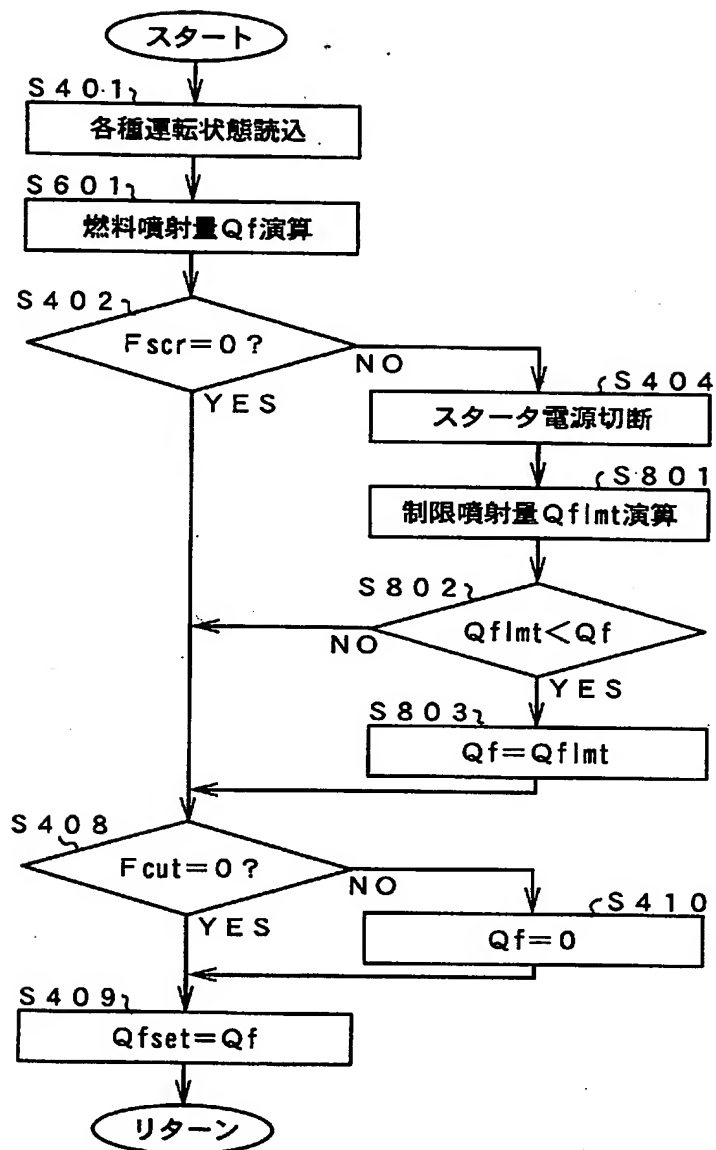 スタート
S401
各種運転状態読込
S601
燃料噴射量Qf演算
S402
Fscr=0?
NO
YES
S404
スタータ電源切断
S801
制限噴射量Qflmt演算
S802
Qflmt<Qf
NO
YES
S803
Qf=Qflmt
S408
Fcut=0?
NO
YES
S410
Qf=0
S409
Qfset=Qf
リターン